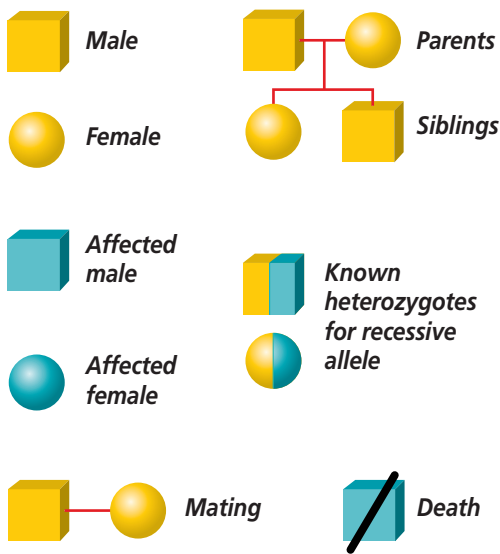 Male
Parents
Female
Siblings
Affected
male
Known
heterozygotes
for recessive
allele
Affected
female
Mating
Death